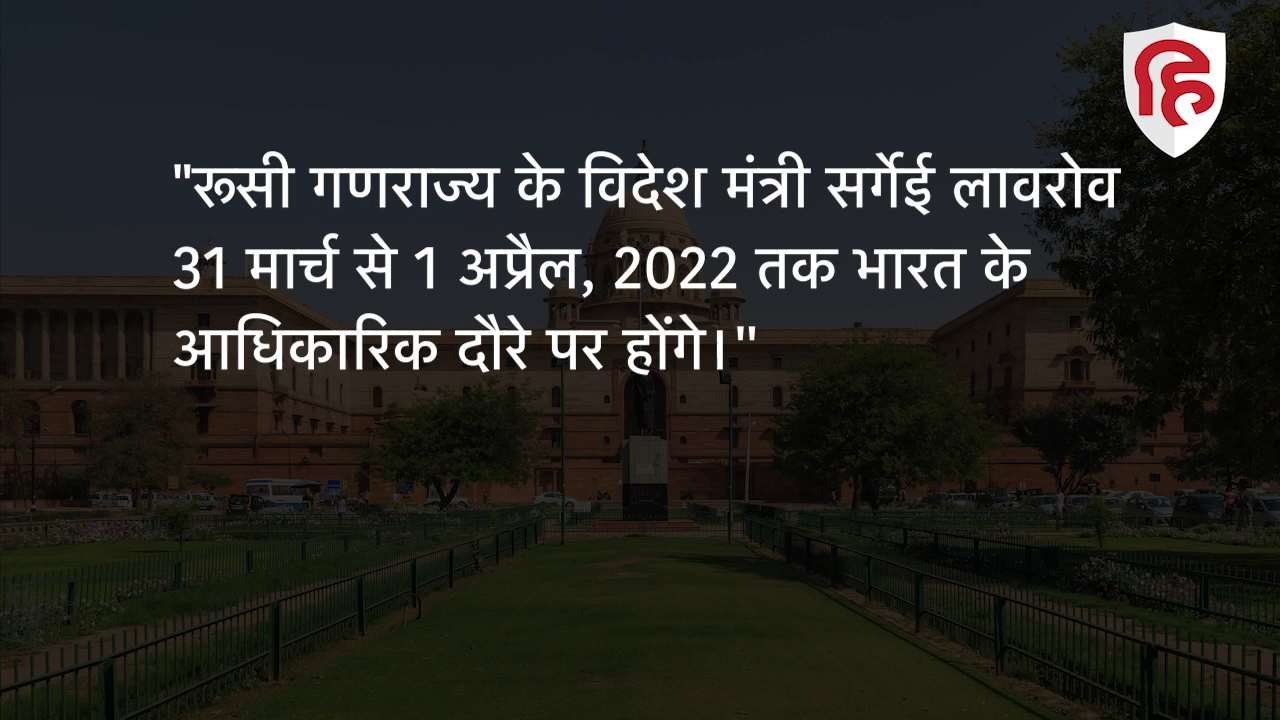 "रूसी गणराज्य के विदेश मंत्री सर्गेई लावरोव
31 मार्च से 1 अप्रैल, 2022 तक भारत के
आधिकारिक दौरे पर होंगे।"
हि